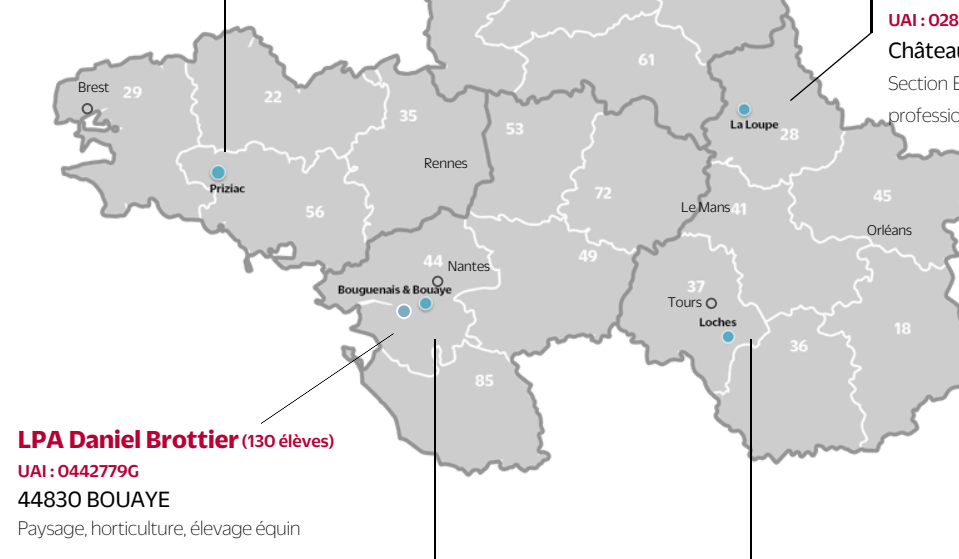 UAI : 028
61
Château
Brest
29
22
Section E
35
53
La Loupe
28
professio
Rennes
Priziac
72
45
56
Le Mans
41
Orléans
44
Nantes
49
37
Bouguenais & Bouaye
Tours
Loches
18
36
85
LPA Daniel Brottier (130 élèves)
UAI : 0442779G
44830 BOUAYE
Paysage, horticulture, élevage équin